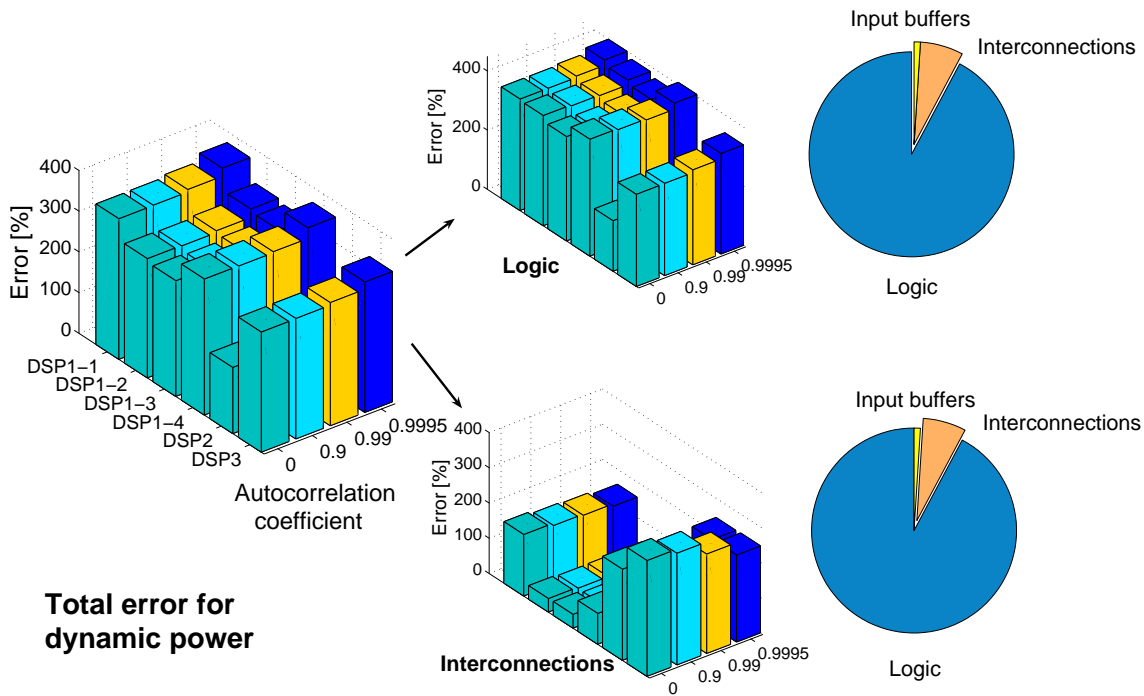 400
300
200
100
0
Error [%]
DSP1−1
DSP1−2
DSP1−3
DSP1−4
DSP2
DSP3
0
0.9
0.99
0.9995
Autocorrelation
coefficient
Total error for
dynamic power
400
200
0
Error [%]
0
0.9
0.99
0.9995
Logic
Input buffers
Interconnections
Logic
400
300
200
100
0
Error [%]
0
0.9
0.99
0.9995
Interconnections
Input buffers
Interconnections
Logic